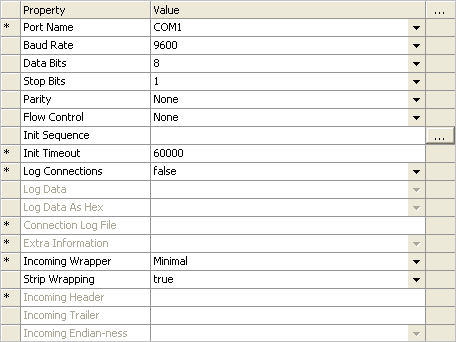 Property Value ...
* Port Name COM1
Baud Rate 9600
Data Bits 8
Stop Bits 1
Parity None
Flow Control None
Init Sequence ...
* Init Timeout 60000
* Log Connections false
Log Data
Log Data As Hex
* Connection Log File
* Extra Information
* Incoming Wrapper Minimal
Strip Wrapping true
* Incoming Header
Incoming Trailer
Incoming Endian-ness